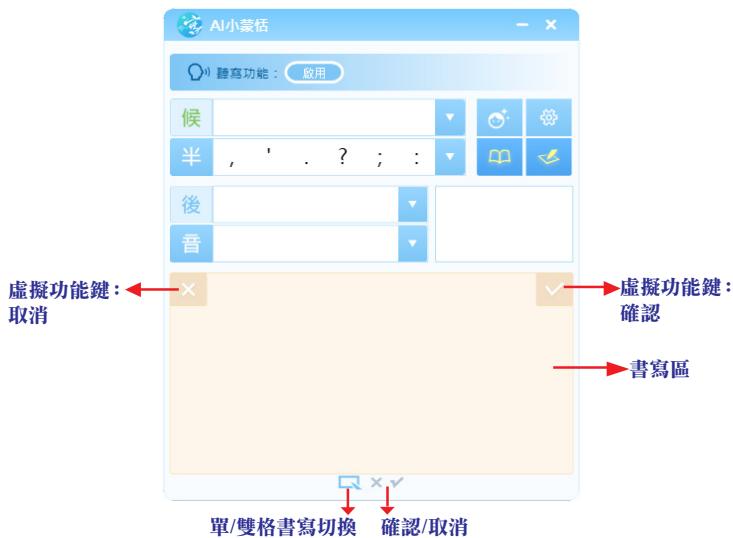 AI小蒙恬
聽寫功能： 啟用
候
半 , ' . ? ; :
後
音
虛擬功能鍵：
取消
虛擬功能鍵：
確認
書寫區
單/雙格書寫切換 確認/取消